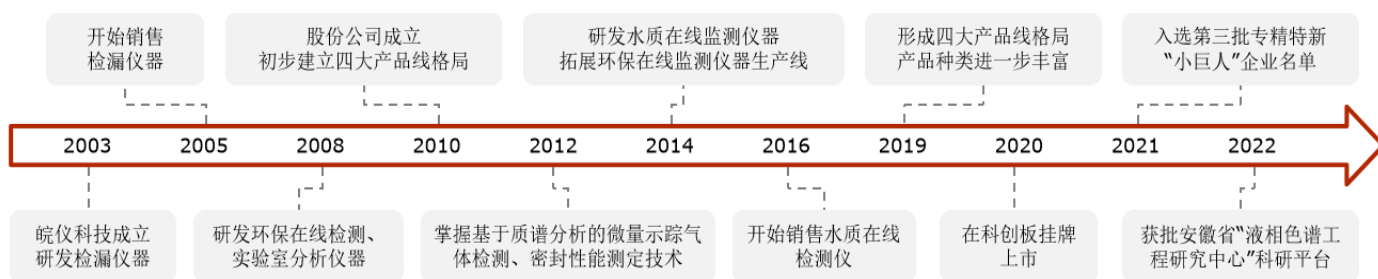 开始销售
检漏仪器
股份公司成立
初步建立四大产品线格局
研发水质在线监测仪器
拓展环保在线监测仪器生产线
形成四大产品线格局
产品种类进一步丰富
入选第三批专精特新
“小巨人”企业名单
2003 2005 2008 2010 2012 2014 2016 2019 2020 2021 2022
皖仪科技成立
研发检漏仪器
研发环保在线检测、
实验室分析仪器
掌握基于质谱分析的微量示踪气
体检测、密封性能测定技术
开始销售水质在线
检测仪
在科创板挂牌
上市
获批安徽省“液相色谱工
程研究中心”科研平台